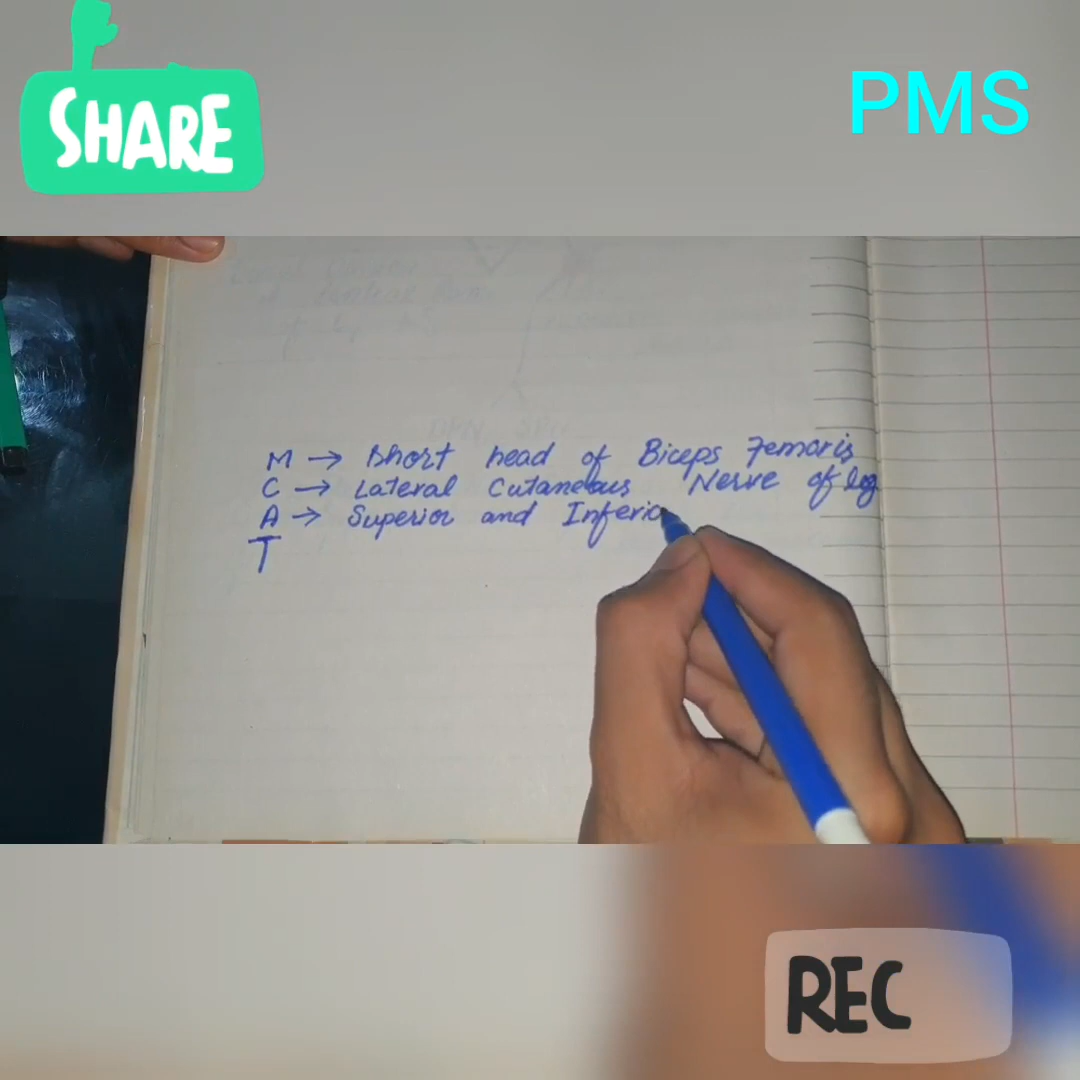 SHARE
PMS
M → Short head of Biceps Femoris
C → Lateral Cutaneous Nerve of leg
A → Superior and Inferio
T
REC